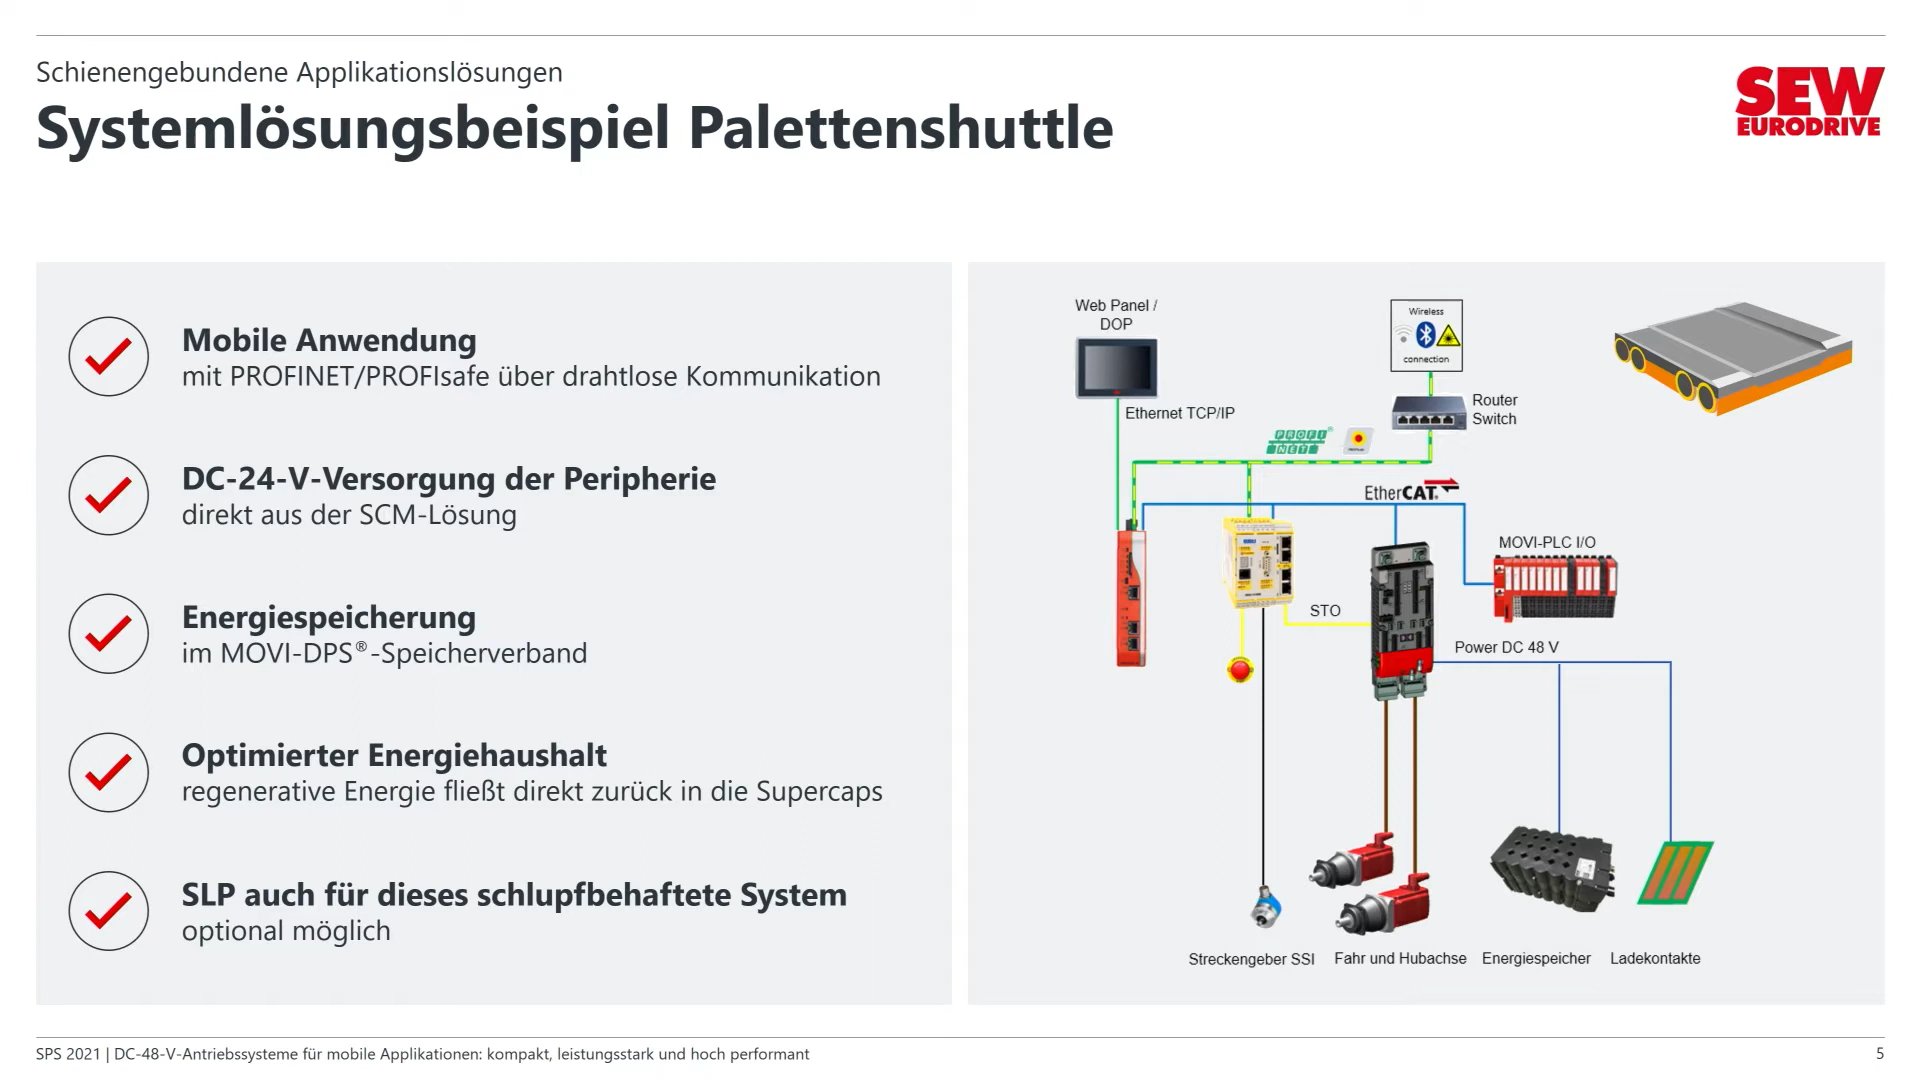 Schienengebundene Applikationslösungen
Systemlösungsbeispiel Palettenshuttle
SEW
EURODRIVE
Mobile Anwendung
mit PROFINET/PROFIsafe über drahtlose Kommunikation
DC-24-V-Versorgung der Peripherie
direkt aus der SCM-Lösung
Energiespeicherung
im MOVI-DPS®-Speicherverband
Optimierter Energiehaushalt
regenerative Energie fließt direkt zurück in die Supercaps
SLP auch für dieses schlupfbehaftete System
optional möglich
Web Panel /
DOP
Wireless
connection
Ethernet TCP/IP
Router
Switch
PROFI
NET®
EtherCAT
MOVI-PLC I/O
STO
Power DC 48 V
Streckengeber SSI
Fahr und Hubachse
Energiespeicher
Ladekontakte
SPS 2021 | DC-48-V-Antriebssysteme für mobile Applikationen: kompakt, leistungsstark und hoch performant
5